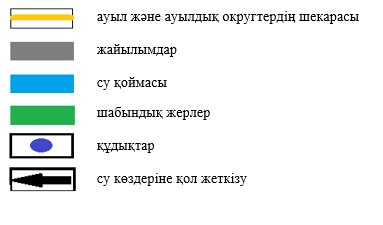 ауыл және ауылдық округтердің шекарасы
жайылымдар
су қоймасы
шабындық жерлер
құдықтар
су көздеріне қол жеткізу